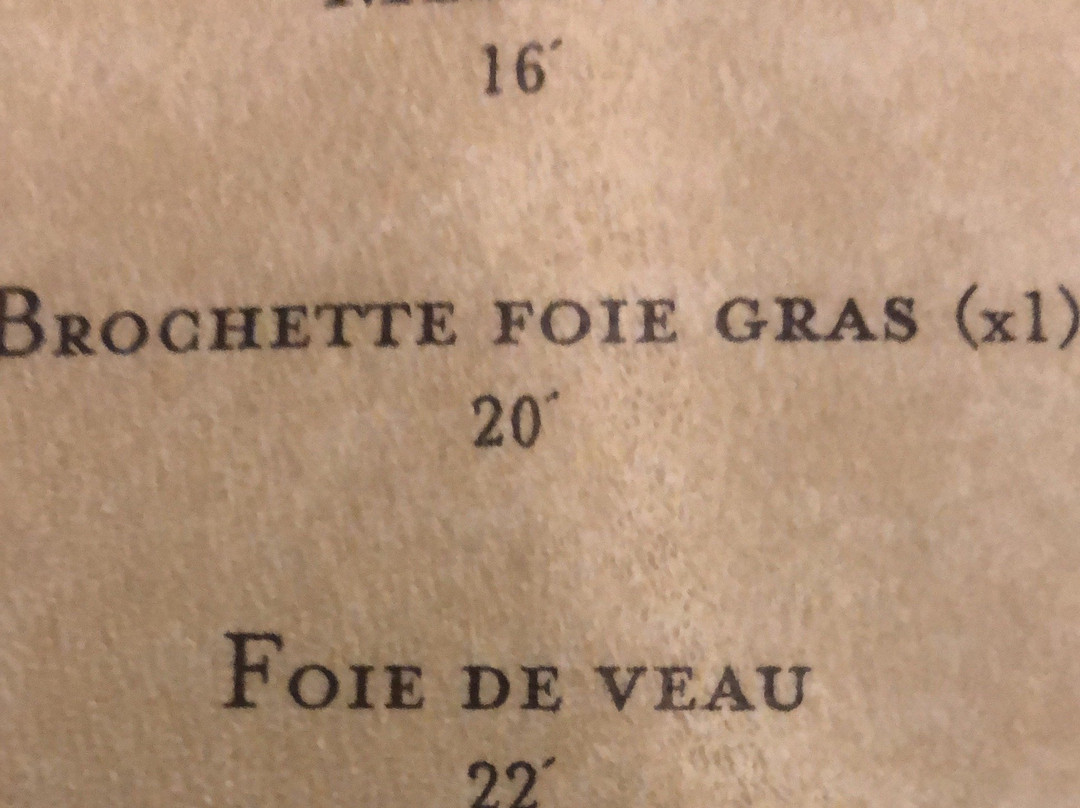 16´
BROCHETTE FOIE GRAS (x1)
20´
FOIE DE VEAU
22´